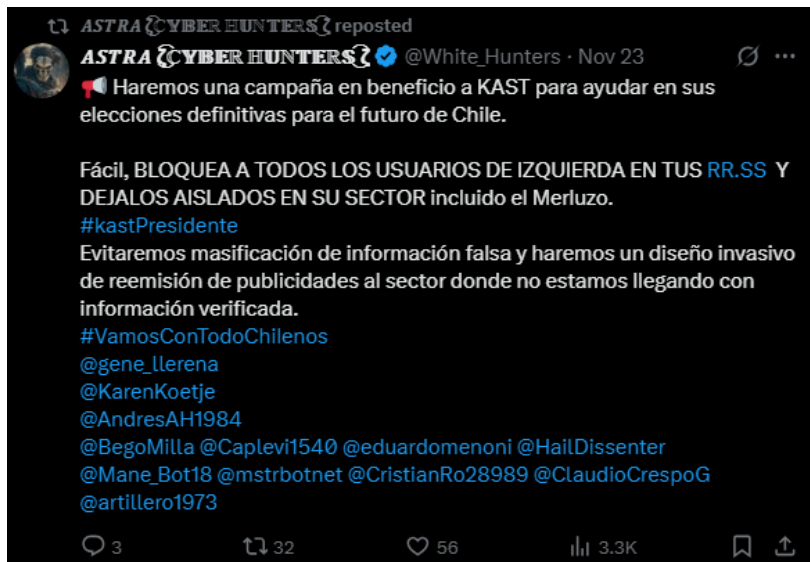 ASTRA ℂYBER HUNTERS reposted
ASTRA ℂYBER HUNTERS @White_Hunters · Nov 23
📢 Haremos una campaña en beneficio a KAST para ayudar en sus
elecciones definitivas para el futuro de Chile.
Fácil, BLOQUEA A TODOS LOS USUARIOS DE IZQUIERDA EN TUS RR.SS Y
DEJALOS AISLADOS EN SU SECTOR incluido el Merluzo.
#kastPresidente
Evitaremos masificación de información falsa y haremos un diseño invasivo
de reemisión de publicidades al sector donde no estamos llegando con
información verificada.
#VamosConTodoChilenos
@gene_llerena
@KarenKoetje
@AndresAH1984
@BegoMilla @Caplevi1540 @eduardomenoni @HailDissenter
@Mane_Bot18 @mstrbotnet @CristianRo28989 @ClaudioCrespoG
@artillero1973
3 32 56 3.3K